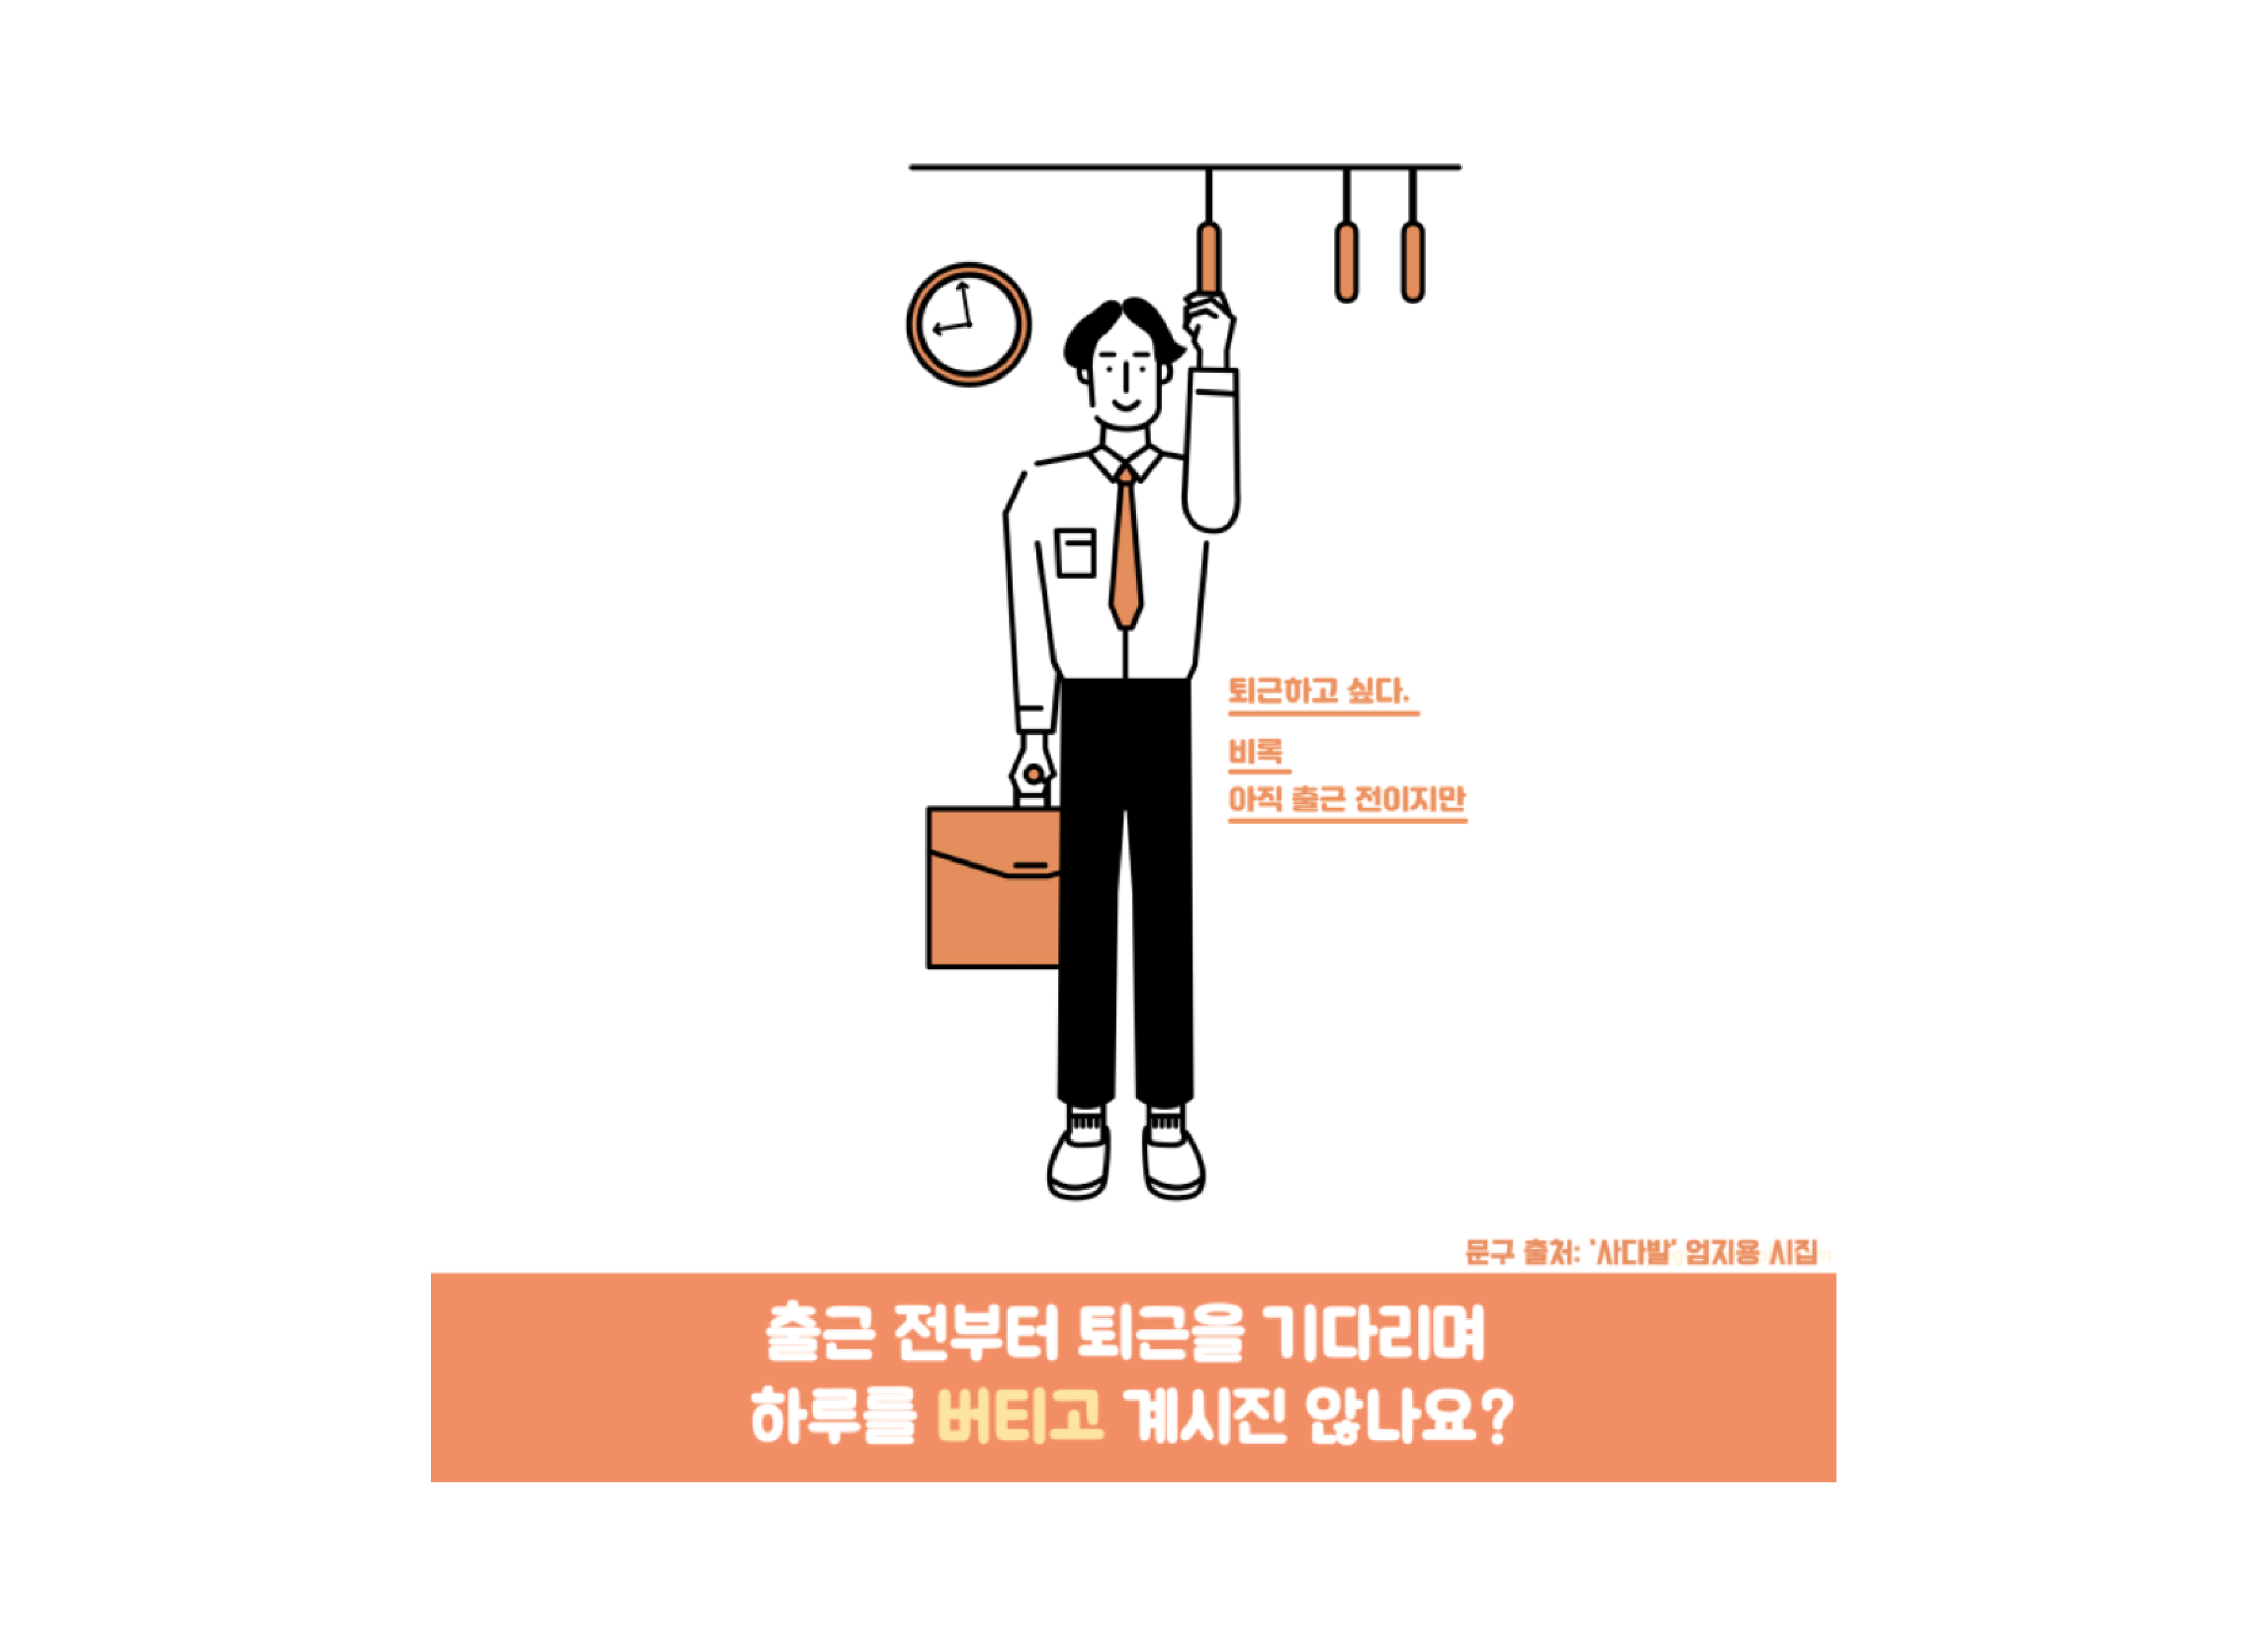 퇴근하고 싶다.
비록
아직 출근 전이지만
문구 출처: '사다발' 엄지용 시집
출근 전부터 퇴근을 기다리며
하루를 버티고 계시진 않나요?